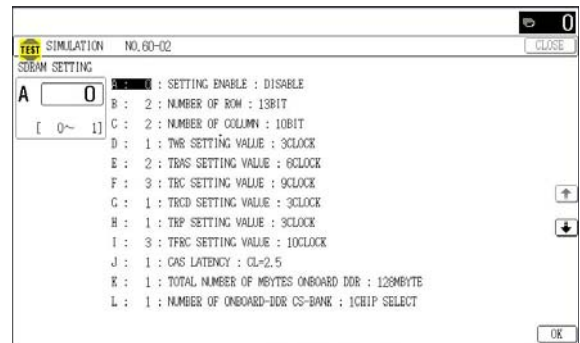 0
TEST SIMULATION NO.60-02 CLOSE
SDRAM SETTING
A 0
[ 0~ 1]
A : 0 : SETTING ENABLE : DISABLE
B : 2 : NUMBER OF ROW : 13BIT
C : 2 : NUMBER OF COLUMN : 10BIT
D : 1 : TWR SETTING VALUE : 3CLOCK
E : 2 : TRAS SETTING VALUE : 6CLOCK
F : 3 : TRC SETTING VALUE : 9CLOCK
G : 1 : TRCD SETTING VALUE : 3CLOCK
H : 1 : TRP SETTING VALUE : 3CLOCK
I : 3 : TFRC SETTING VALUE : 10CLOCK
J : 1 : CAS LATENCY : CL=2.5
K : 1 : TOTAL NUMBER OF MBYTES ONBOARD DDR : 128MBYTE
L : 1 : NUMBER OF ONBOARD-DDR CS-BANK : 1CHIP SELECT
OK